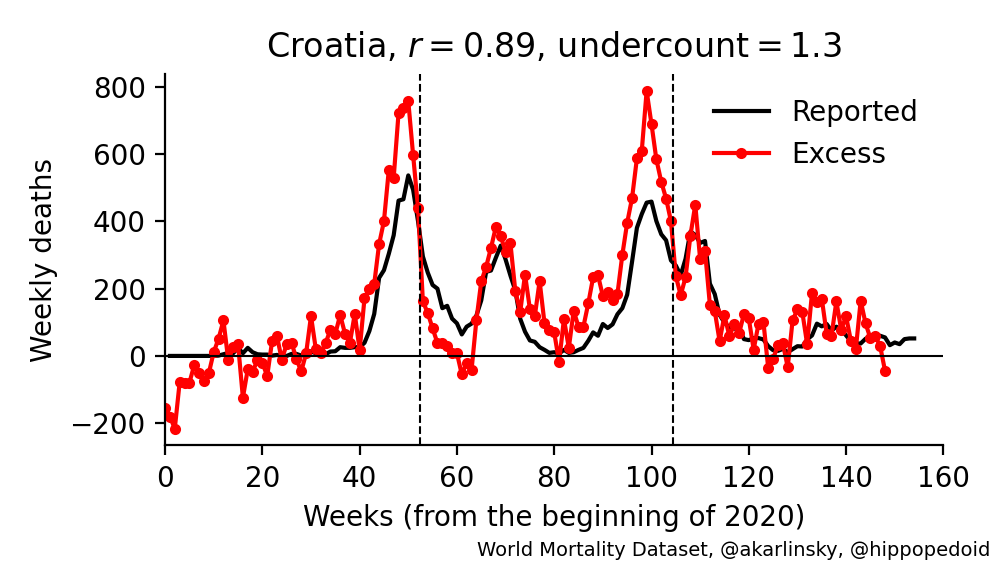 Croatia, r = 0.89, undercount = 1.3
800
600
400
200
0
−200
Weekly deaths
Reported
Excess
0 20 40 60 80 100 120 140 160
Weeks (from the beginning of 2020)
World Mortality Dataset, @akarlinsky, @hippopedoid